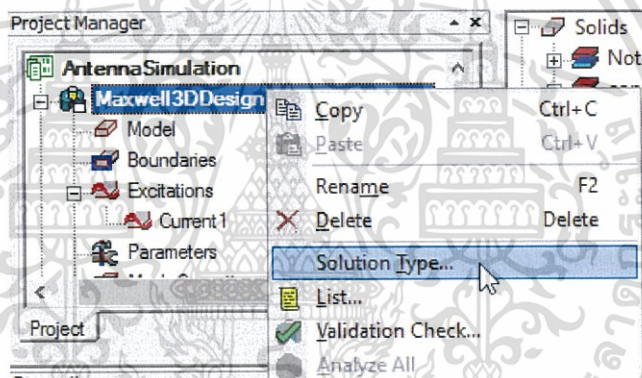 Project Manager
AntennaSimulation
Maxwell3DDesign
Model
Boundaries
Excitations
Current1
Parameters
Project
Solids
Not
Copy Ctrl+C
Paste Ctrl+V
Rename F2
Delete Delete
Solution Type...
List...
Validation Check...
Analyze All